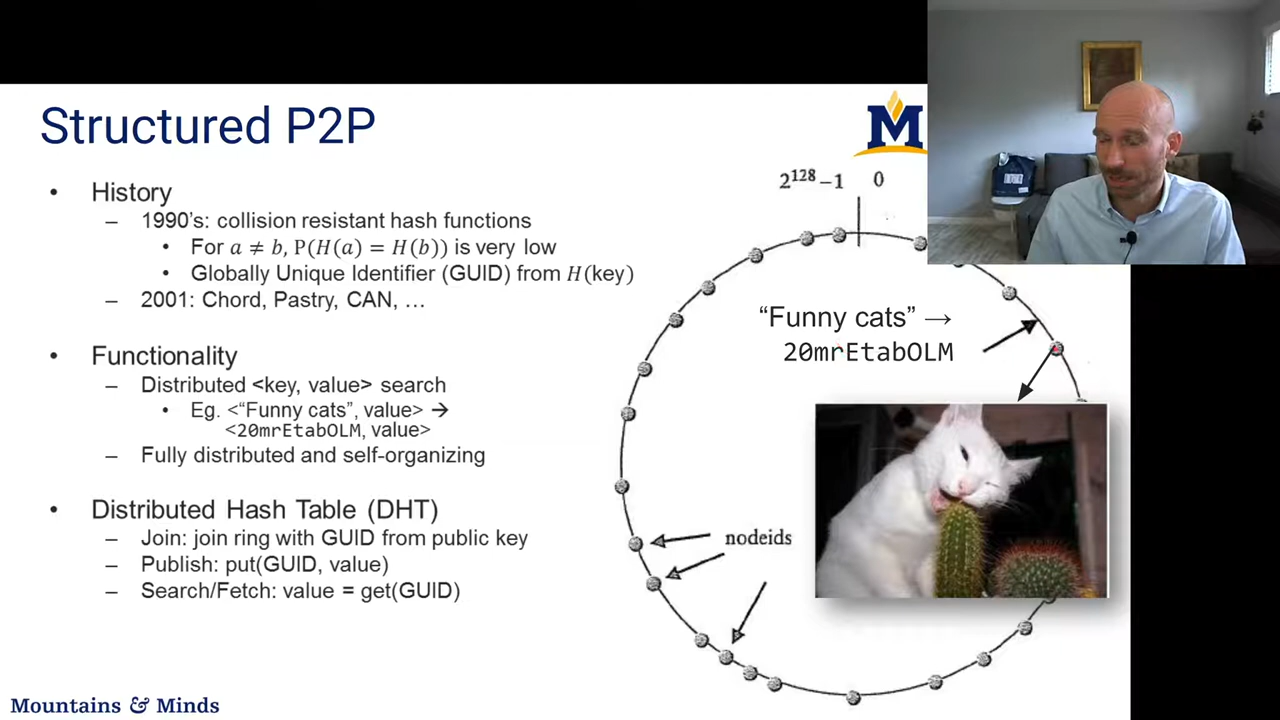 Structured P2P
M
• History
– 1990's: collision resistant hash functions
• For a ≠ b, P(H(a) = H(b)) is very low
• Globally Unique Identifier (GUID) from H(key)
– 2001: Chord, Pastry, CAN, …
• Functionality
– Distributed <key, value> search
• Eg. <“Funny cats”, value> →
<20mrEtabOLM, value>
– Fully distributed and self-organizing
• Distributed Hash Table (DHT)
– Join: join ring with GUID from public key
– Publish: put(GUID, value)
– Search/Fetch: value = get(GUID)
2¹²⁸−1 0
“Funny cats” →
20mrEtabOLM
nodeids
Mountains & Minds